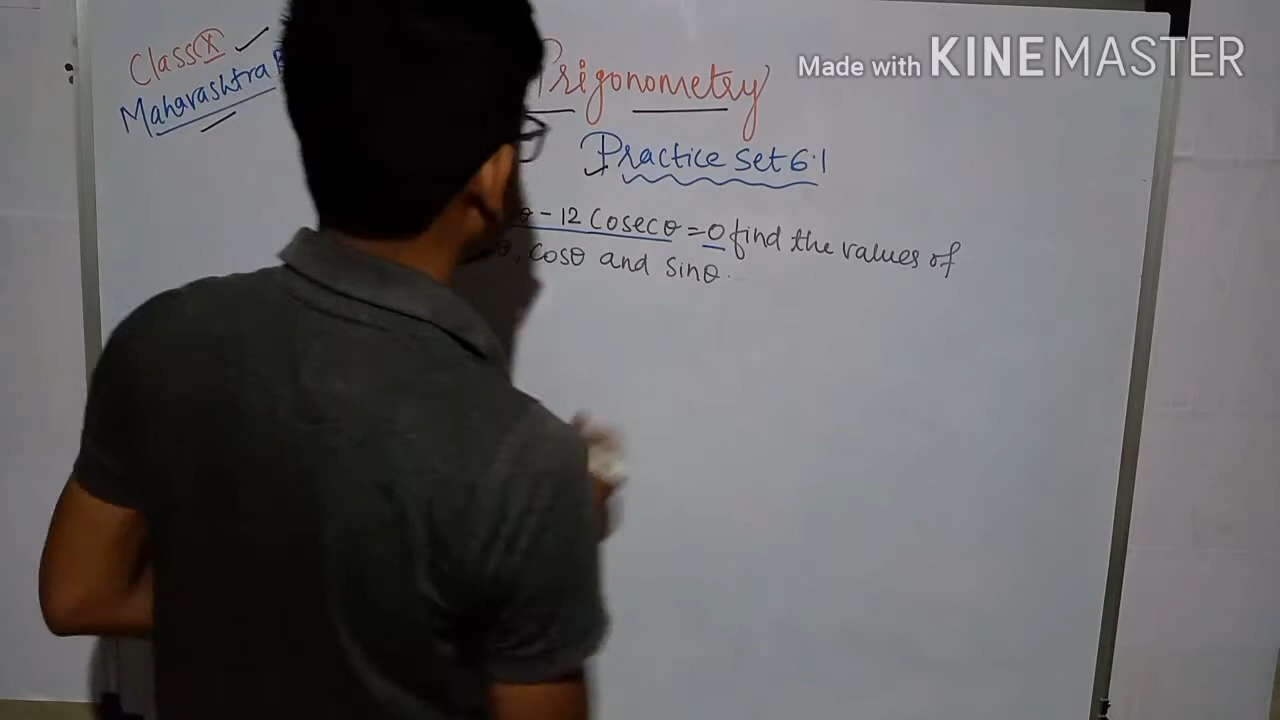 Class X
Maharashtra
Trigonometry
Made with KINEMASTER
Practice Set 6.1
θ - 12 Cosecθ = 0 find the values of
θ, cosθ and sinθ.